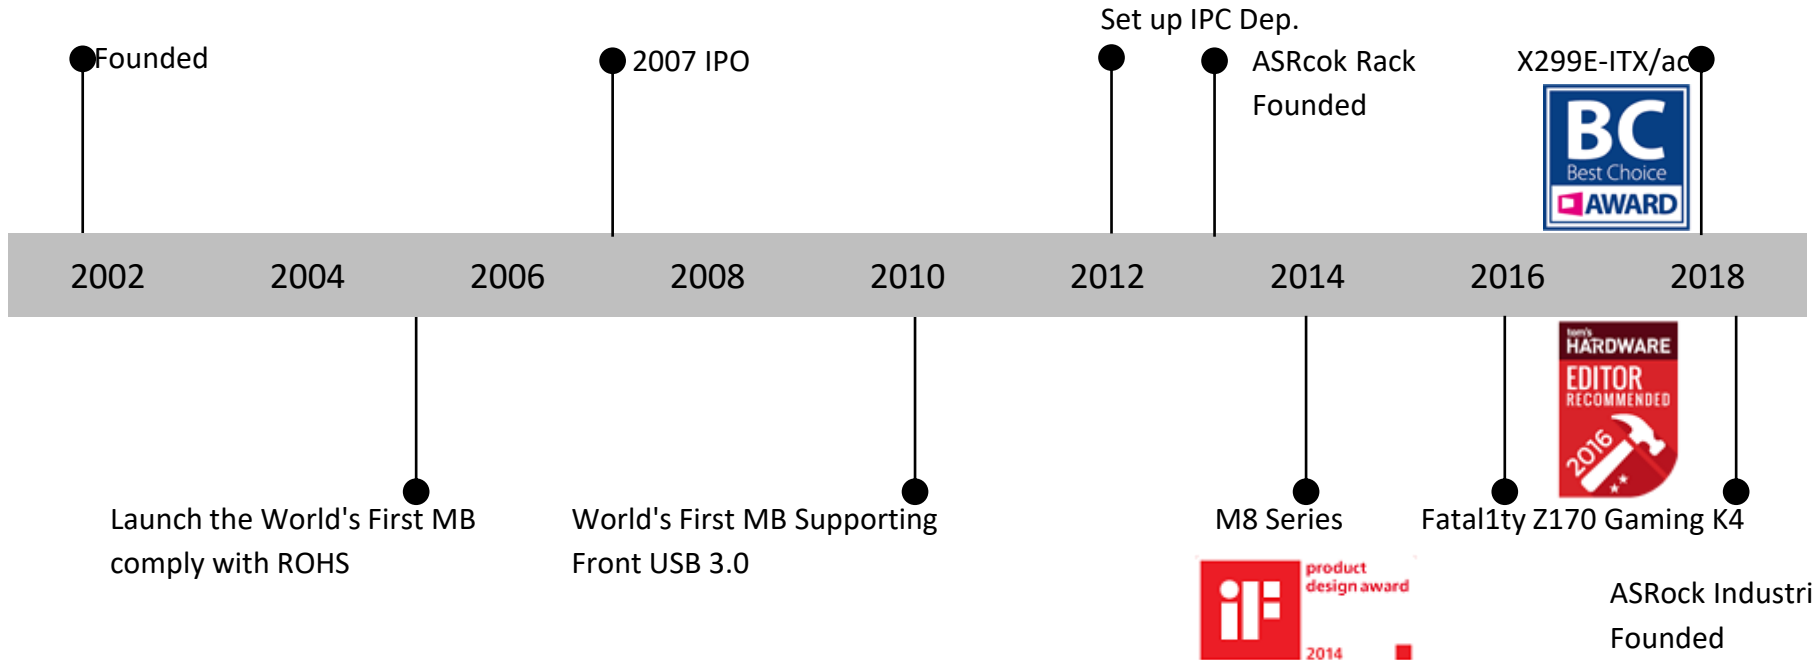 Set up IPC Dep.
Founded
2007 IPO
ASRcok Rack
Founded
X299E-ITX/ac
BC
Best Choice
AWARD
2002 2004 2006 2008 2010 2012 2014 2016 2018
tom's
HARDWARE
EDITOR
RECOMMENDED
2016
Launch the World's First MB
comply with ROHS
World's First MB Supporting
Front USB 3.0
M8 Series
Fatal1ty Z170 Gaming K4
iF
product
design award
2014
ASRock Industri
Founded